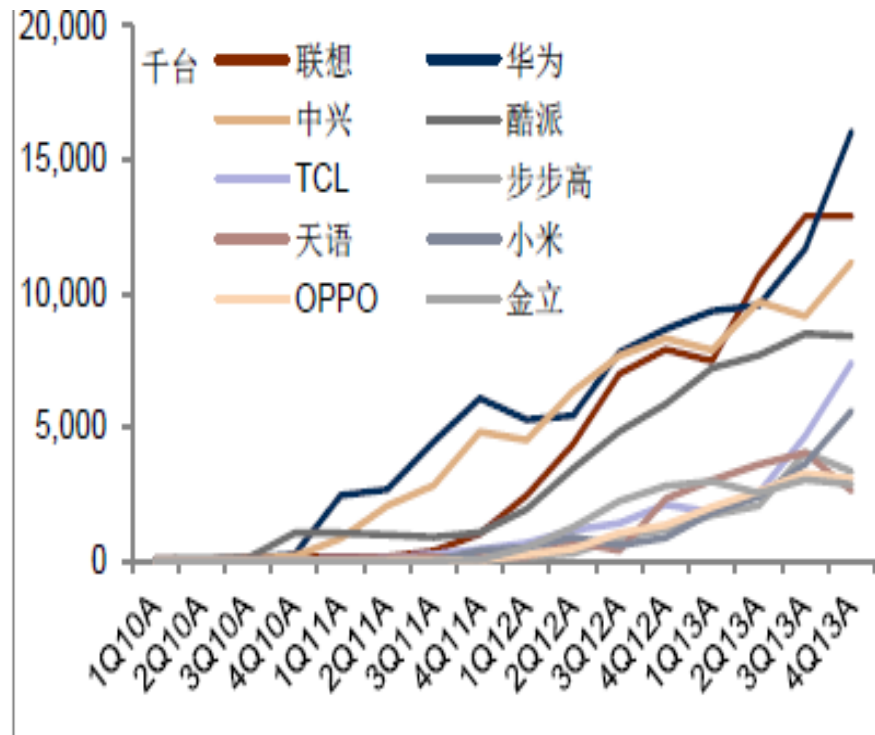 20,000
千台
联想
华为
15,000
中兴
酷派
TCL
步步高
天语
小米
10,000
OPPO
金立
5,000
0
1Q10A
2Q10A
3Q10A
4Q10A
1Q11A
2Q11A
3Q11A
4Q11A
1Q12A
2Q12A
3Q12A
4Q12A
1Q13A
2Q13A
3Q13A
4Q13A